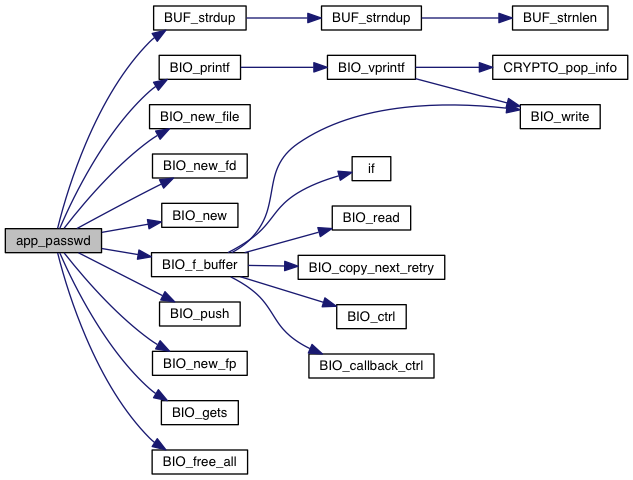 BUF_strdup
BUF_strndup
BUF_strnlen
BIO_printf
BIO_vprintf
CRYPTO_pop_info
BIO_new_file
BIO_write
BIO_new_fd
if
BIO_new
BIO_read
app_passwd
BIO_f_buffer
BIO_copy_next_retry
BIO_push
BIO_ctrl
BIO_new_fp
BIO_callback_ctrl
BIO_gets
BIO_free_all